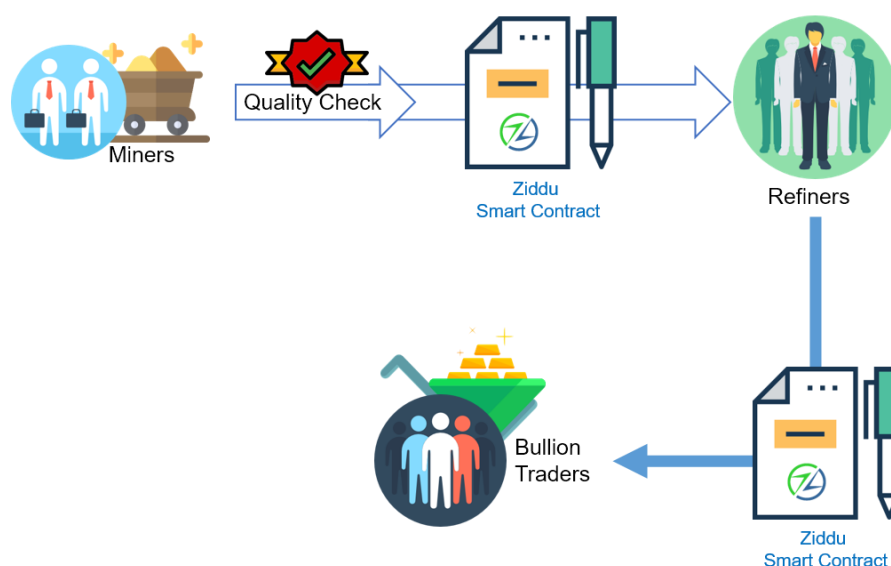 Quality Check
Miners
Ziddu
Smart Contract
Refiners
Bullion
Traders
Ziddu
Smart Contract